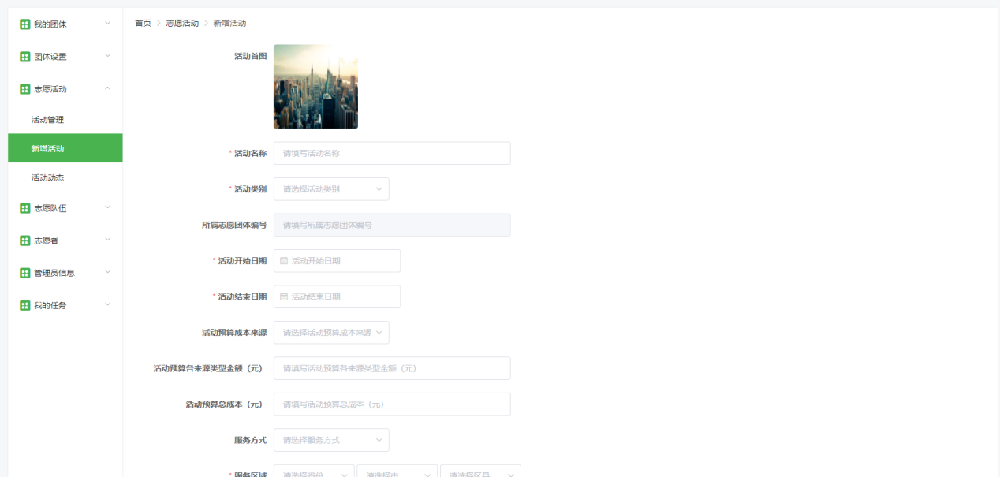 我的团体
团体设置
志愿活动
活动管理
新增活动
活动动态
志愿队伍
志愿者
管理员信息
我的任务
首页 > 志愿活动 > 新增活动
活动首图
* 活动名称 请填写活动名称
* 活动类别 请选择活动类别
所属志愿团体编号 请填写所属志愿团体编号
* 活动开始日期 活动开始日期
* 活动结束日期 活动结束日期
活动预算成本来源 请选择活动预算成本来源
活动预算各来源类型金额（元） 请填写活动预算各来源类型金额（元）
活动预算总成本（元） 请填写活动预算总成本（元）
服务方式 请选择服务方式
* 服务区域 请选择省份 请选择市 请选择区县